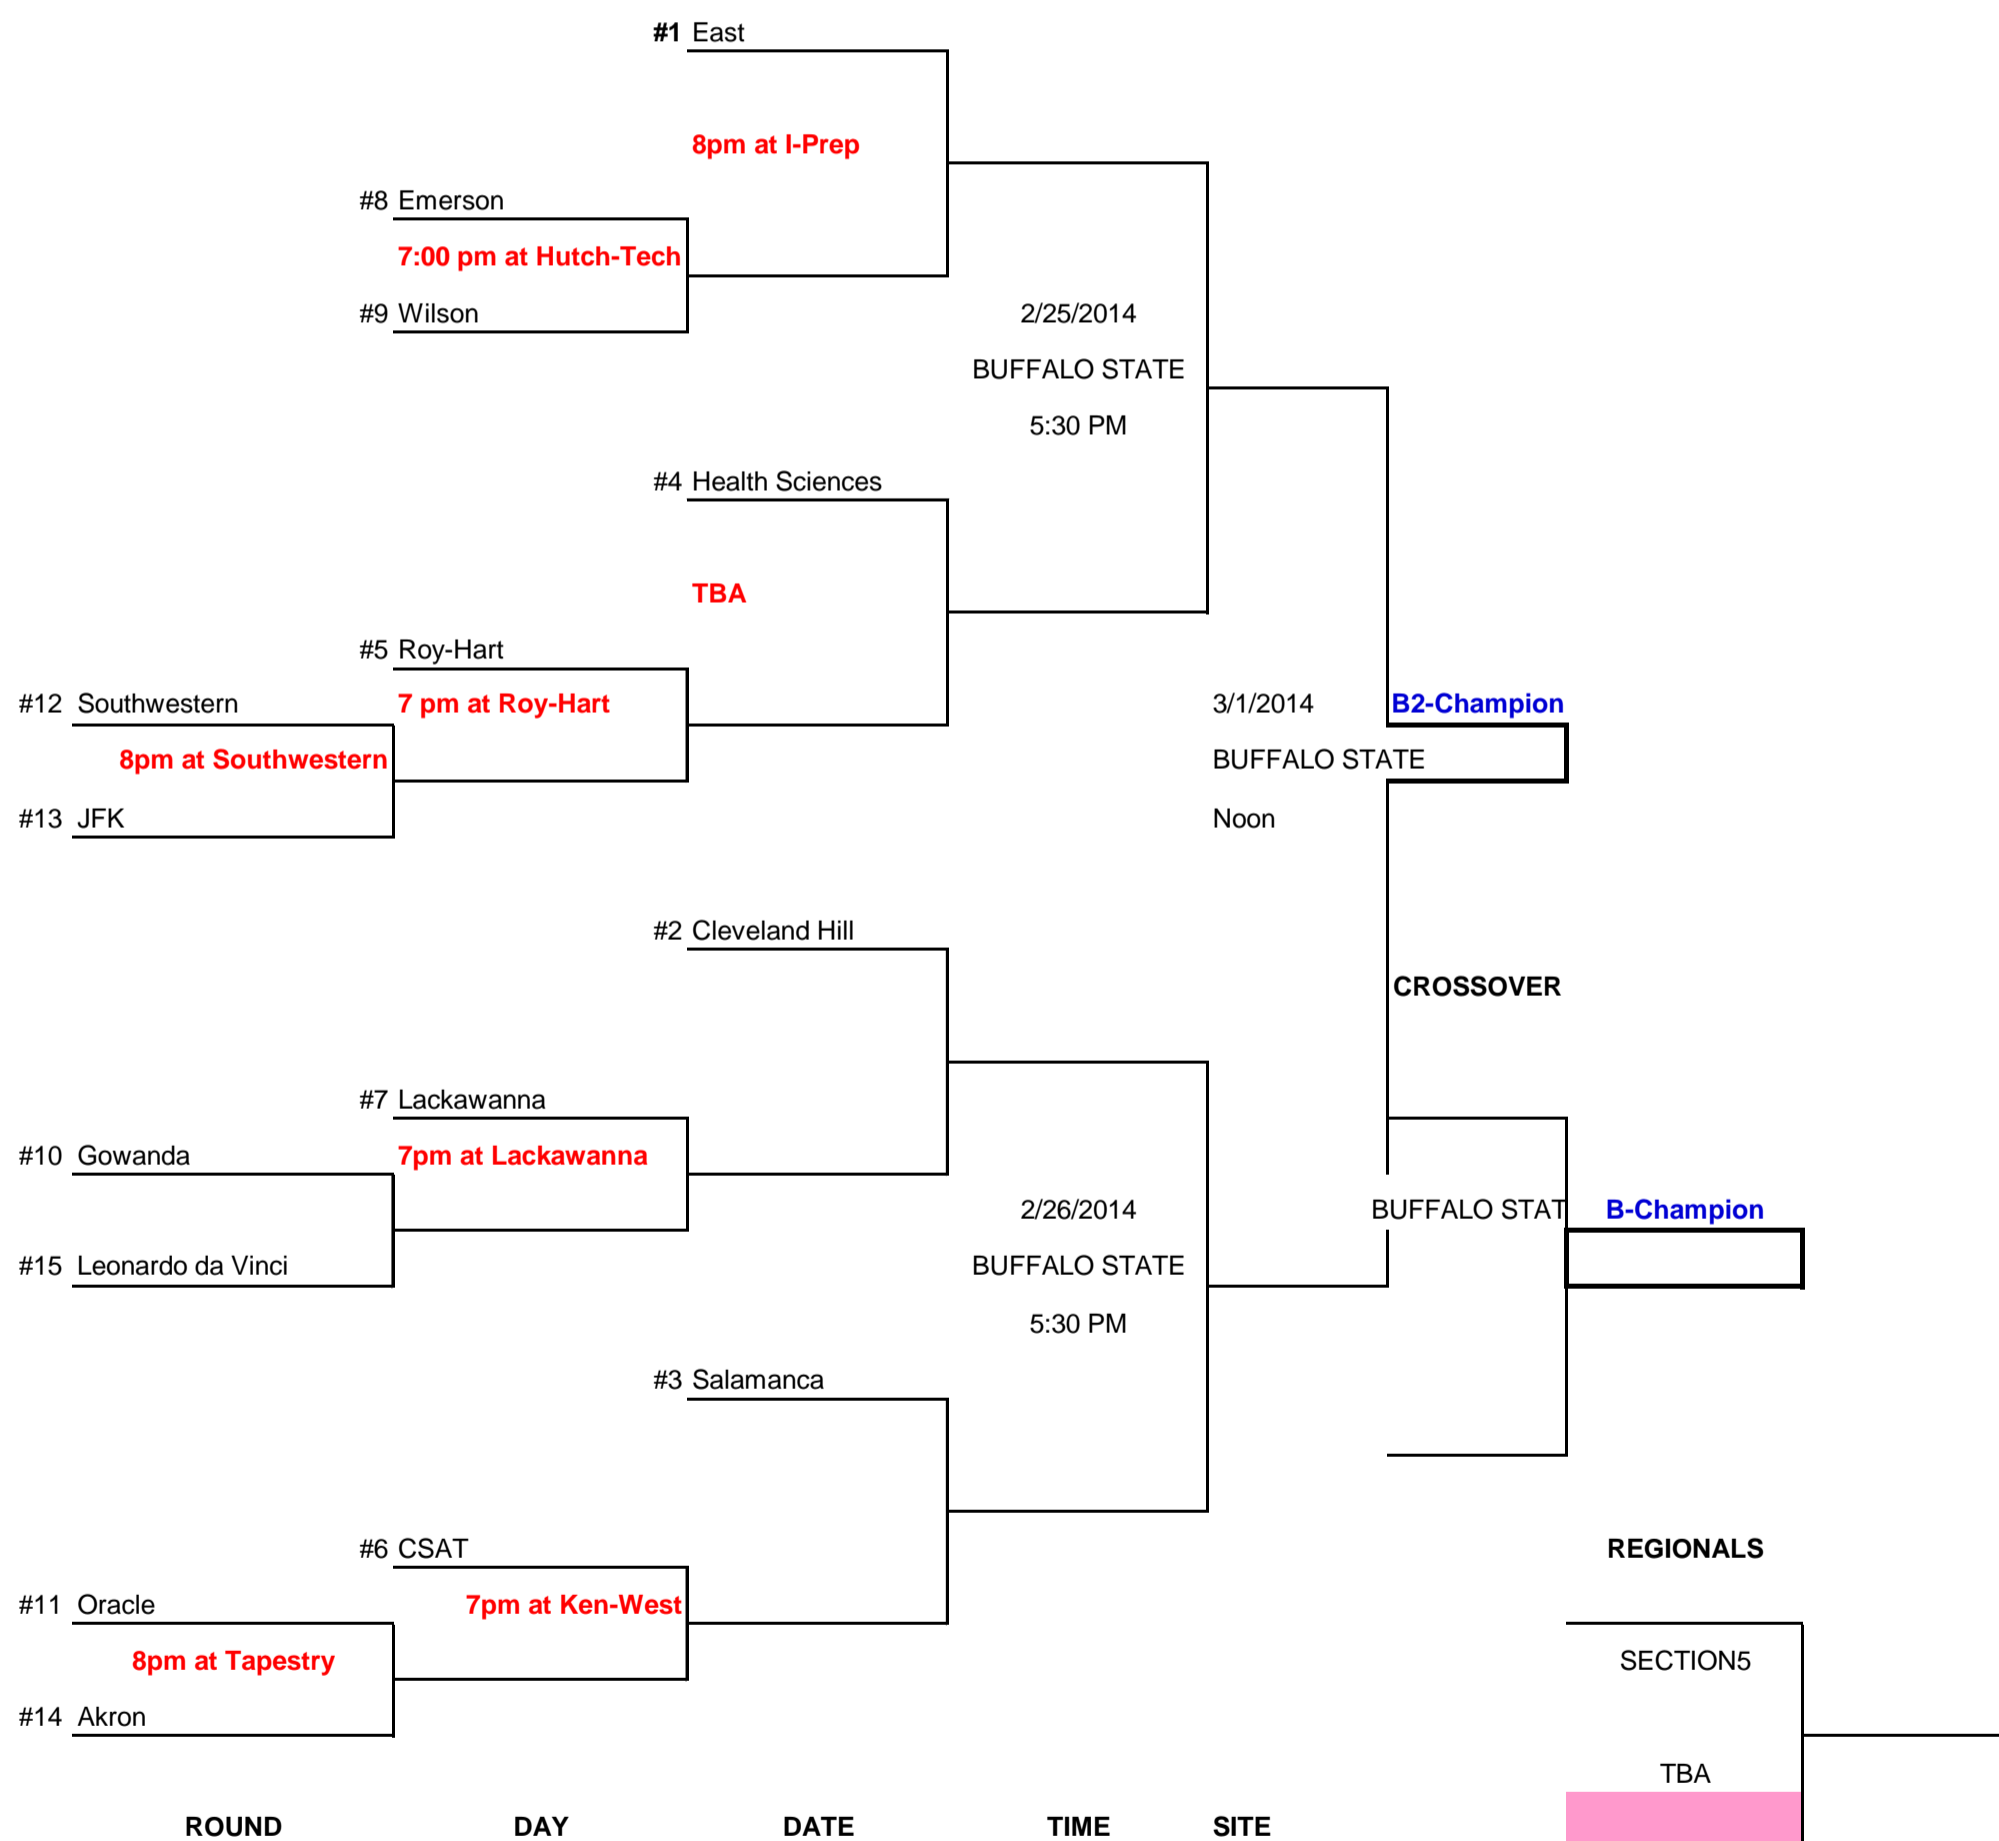 #1 East
8pm at I-Prep
#8 Emerson
7:00 pm at Hutch-Tech
#9 Wilson
2/25/2014
BUFFALO STATE
5:30 PM
#4 Health Sciences
TBA
#5 Roy-Hart
#12 Southwestern
7 pm at Roy-Hart
3/1/2014
B2-Champion
8pm at Southwestern
BUFFALO STATE
#13 JFK
Noon
#2 Cleveland Hill
CROSSOVER
#7 Lackawanna
#10 Gowanda
7pm at Lackawanna
2/26/2014
BUFFALO STAT
B-Champion
#15 Leonardo da Vinci
BUFFALO STATE
5:30 PM
#3 Salamanca
#6 CSAT
REGIONALS
#11 Oracle
7pm at Ken-West
8pm at Tapestry
SECTION5
#14 Akron
TBA
ROUND DAY DATE TIME SITE